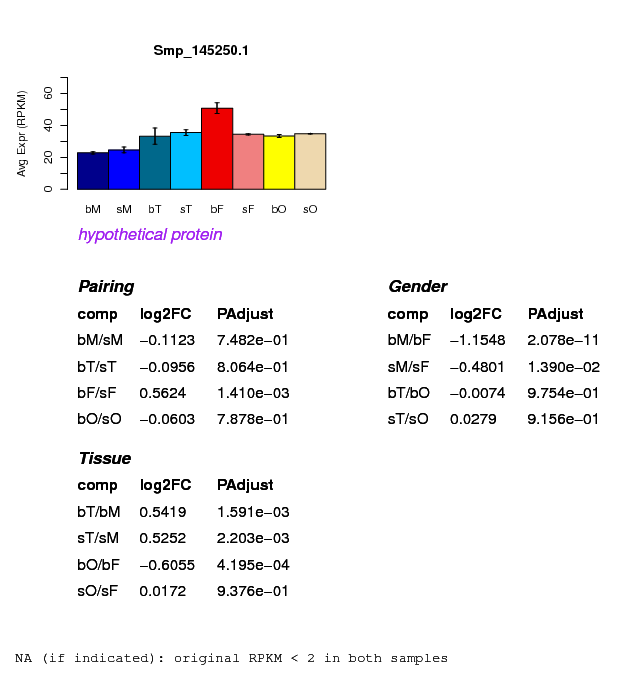 Smp_145250.1
Avg Expr (RPKM)
0 20 40 60
bM sM bT sT bF sF bO sO
hypothetical protein
Pairing
comp log2FC PAdjust
bM/sM −0.1123 7.482e−01
bT/sT −0.0956 8.064e−01
bF/sF 0.5624 1.410e−03
bO/sO −0.0603 7.878e−01
Gender
comp log2FC PAdjust
bM/bF −1.1548 2.078e−11
sM/sF −0.4801 1.390e−02
bT/bO −0.0074 9.754e−01
sT/sO 0.0279 9.156e−01
Tissue
comp log2FC PAdjust
bT/bM 0.5419 1.591e−03
sT/sM 0.5252 2.203e−03
bO/bF −0.6055 4.195e−04
sO/sF 0.0172 9.376e−01
NA (if indicated): original RPKM < 2 in both samples